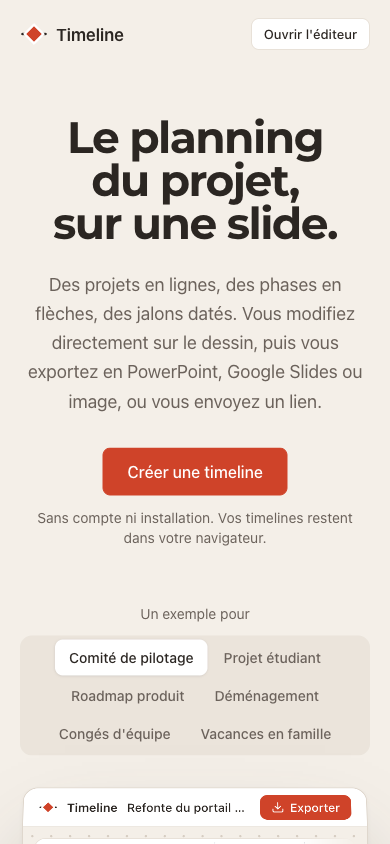 Timeline
Ouvrir l'éditeur
Le planning
du projet,
sur une slide.
Des projets en lignes, des phases en
flèches, des jalons datés. Vous modifiez
directement sur le dessin, puis vous
exportez en PowerPoint, Google Slides ou
image, ou vous envoyez un lien.
Créer une timeline
Sans compte ni installation. Vos timelines restent
dans votre navigateur.
Un exemple pour
Comité de pilotage
Projet étudiant
Roadmap produit
Déménagement
Congés d'équipe
Vacances en famille
Timeline
Refonte du portail ...
Exporter